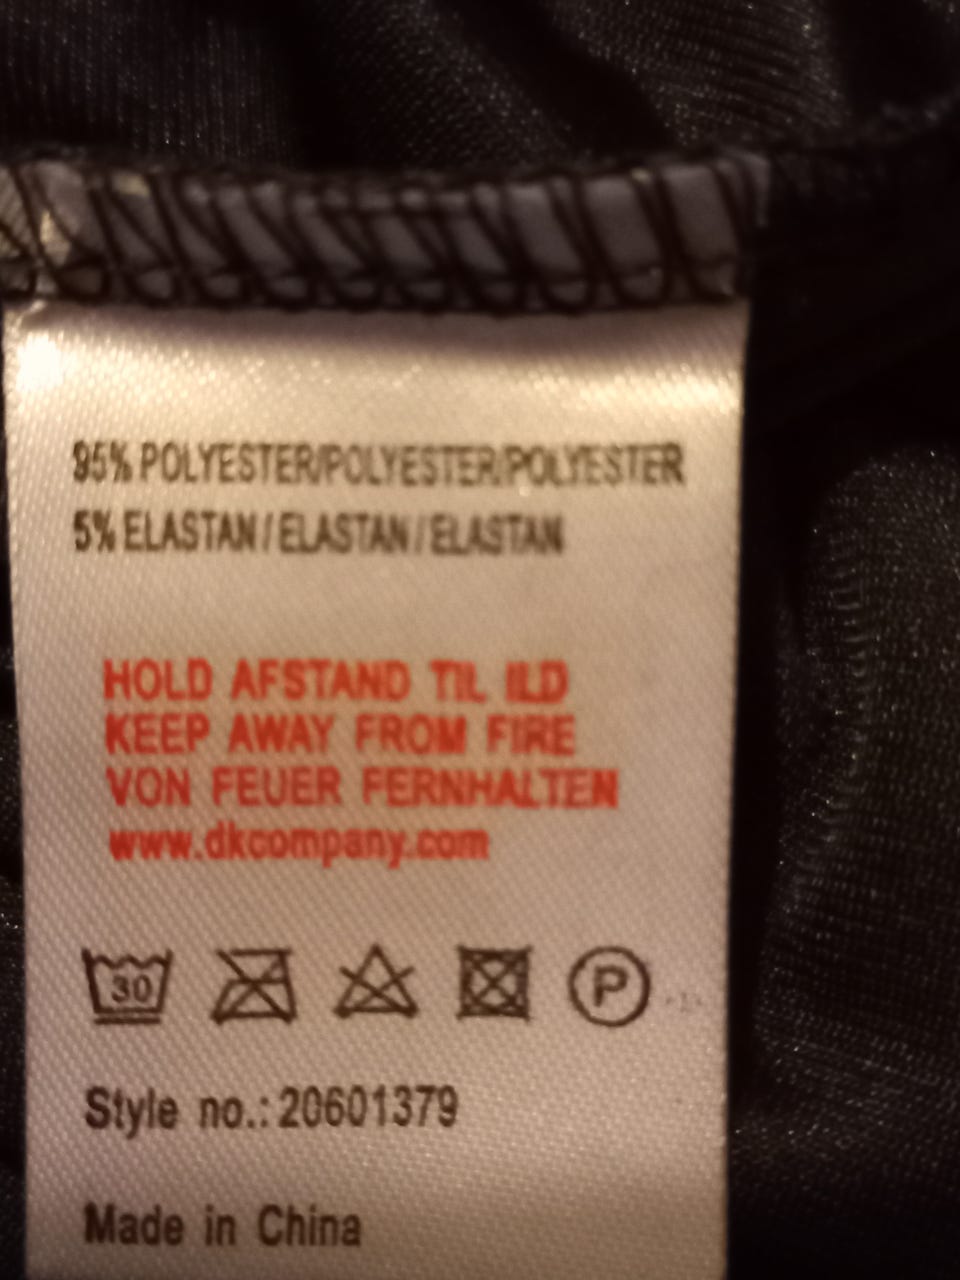 95% POLYESTER/POLYESTER/POLYESTER
5% ELASTAN / ELASTAN / ELASTAN
HOLD AFSTAND TIL ILD
KEEP AWAY FROM FIRE
VON FEUER FERNHALTEN
www.dkcompany.com
30 P
Style no.: 20601379
Made in China